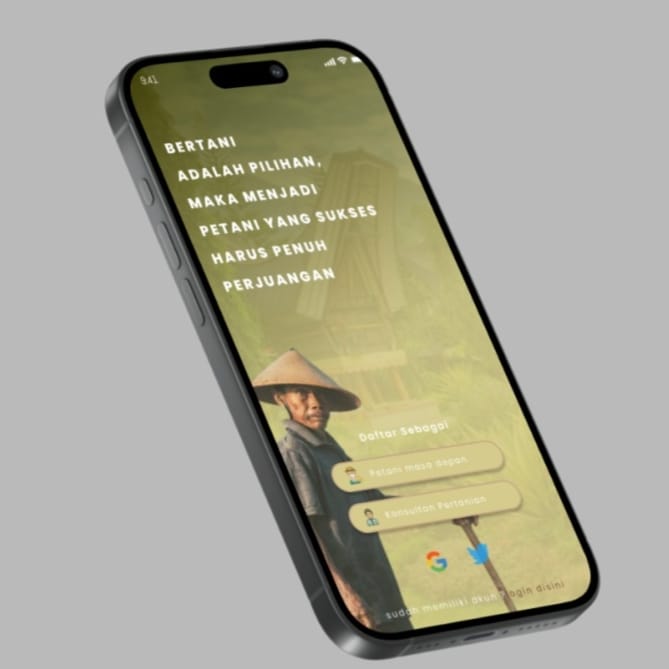 9:41
BERTANI
ADALAH PILIHAN,
MAKA MENJADI
PETANI YANG SUKSES
HARUS PENUH
PERJUANGAN
Daftar Sebagai
Petani masa depan
Konsultan Pertanian
sudah memiliki akun? login disini